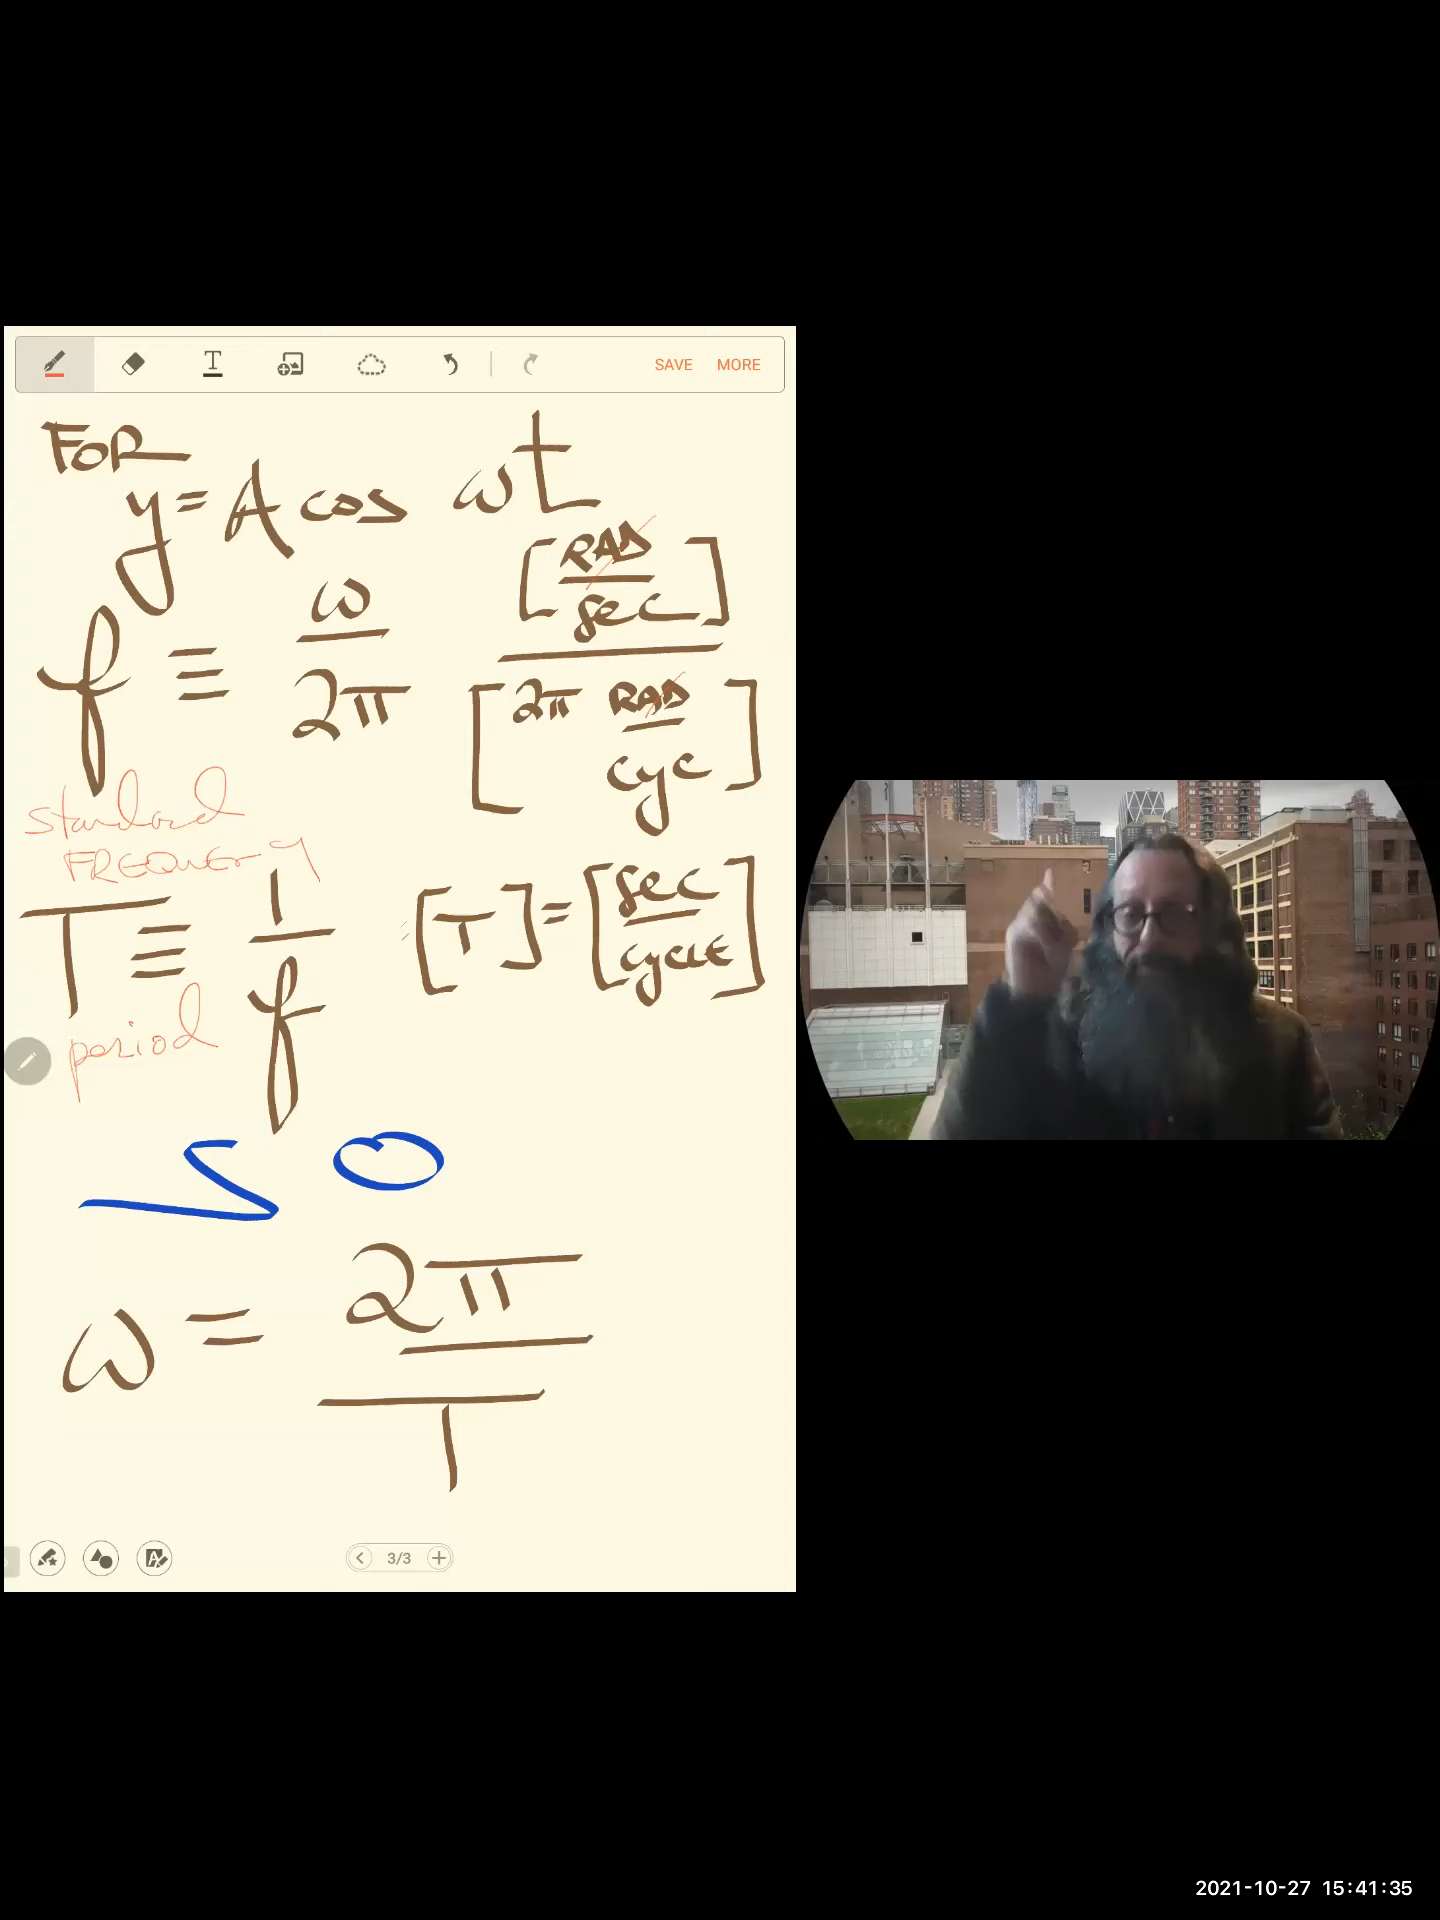 SAVE MORE
FOR
y = A cos ωt
f ≡ ω / 2π [RAD / sec] / [2π RAD / cyc]
standard
FREQUENCY
T ≡ 1 / f [T] = [sec / CYCLE]
period
SO
ω = 2π / T
3/3
2021-10-27 15:41:35